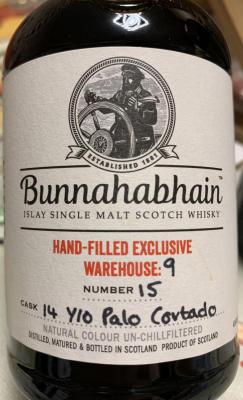 ESTABLISHED 1881
Bunnahabhain™
ISLAY SINGLE MALT SCOTCH WHISKY
HAND-FILLED EXCLUSIVE
WAREHOUSE: 9
NUMBER 15
CASK 14 Y/O Palo Cortado
NATURAL COLOUR UN-CHILLFILTERED
DISTILLED, MATURED & BOTTLED IN SCOTLAND PRODUCT OF SCOTLAND